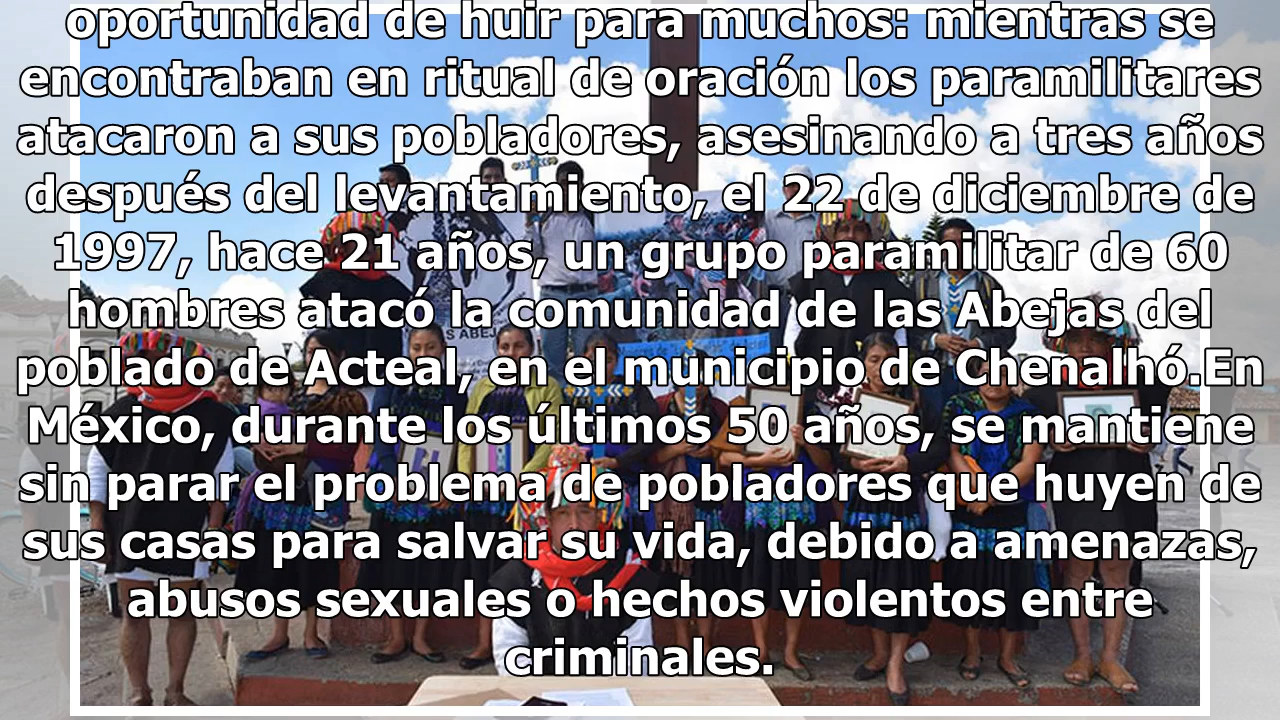 oportunidad de huir para muchos: mientras se
encontraban en ritual de oración los paramilitares
atacaron a sus pobladores, asesinando a tres años
después del levantamiento, el 22 de diciembre de
1997, hace 21 años, un grupo paramilitar de 60
hombres atacó la comunidad de las Abejas del
poblado de Acteal, en el municipio de Chenalhó.En
México, durante los últimos 50 años, se mantiene
sin parar el problema de pobladores que huyen de
sus casas para salvar su vida, debido a amenazas,
abusos sexuales o hechos violentos entre
criminales.